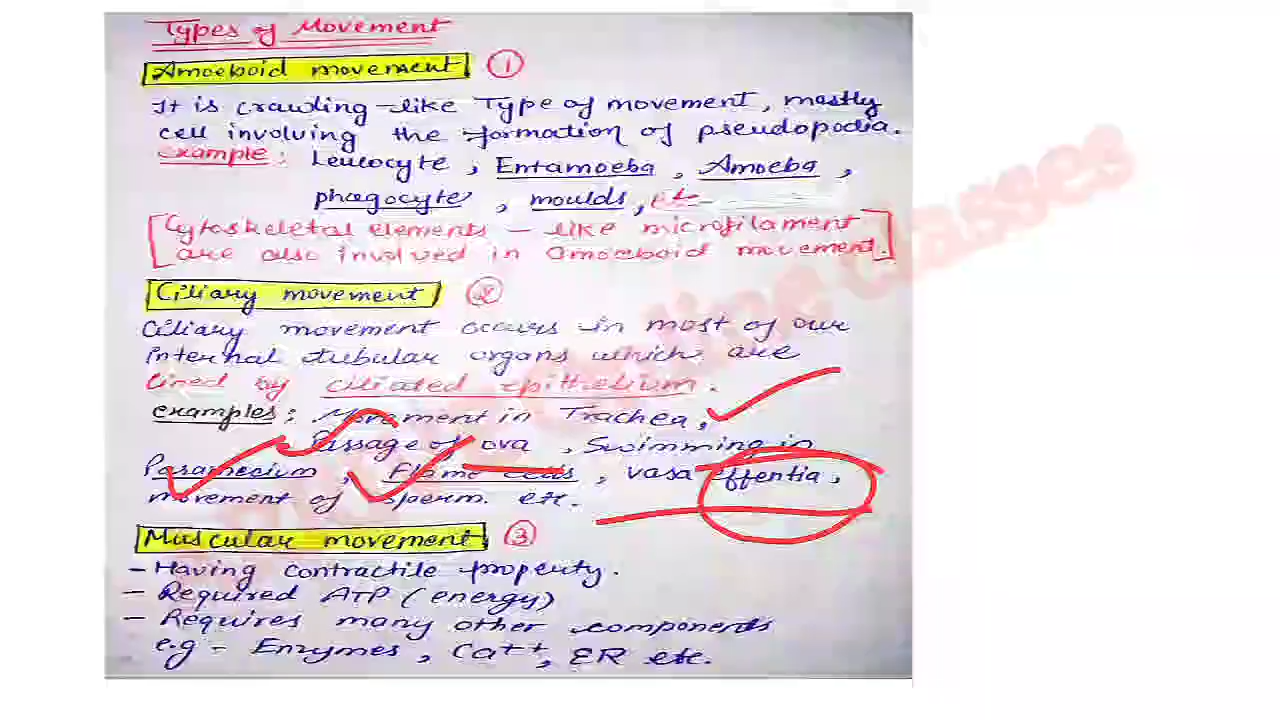 Types of Movement
Amoeboid movement ①
It is crawling-like Type of movement, mostly
cell involving the formation of pseudopodia.
example: Leucocyte, Entamoeba, Amoeba,
phagocyte, moulds, etc
[Cytoskeletal elements - like microfilament
are also involved in amoeboid movement.]
Ciliary movement ②
Ciliary movement occurs in most of our
internal tubular organs which are
lined by ciliated epithelium.
examples: Movement in Trachea,
Passage of ova, Swimming in
Paramecium, Flame cells, vasa effentia,
movement of sperm. etc.
Muscular movement ③
- Having contractile property.
- Required ATP (energy)
- Requires many other components
e.g - Enzymes, Ca++, ER etc.
online classes